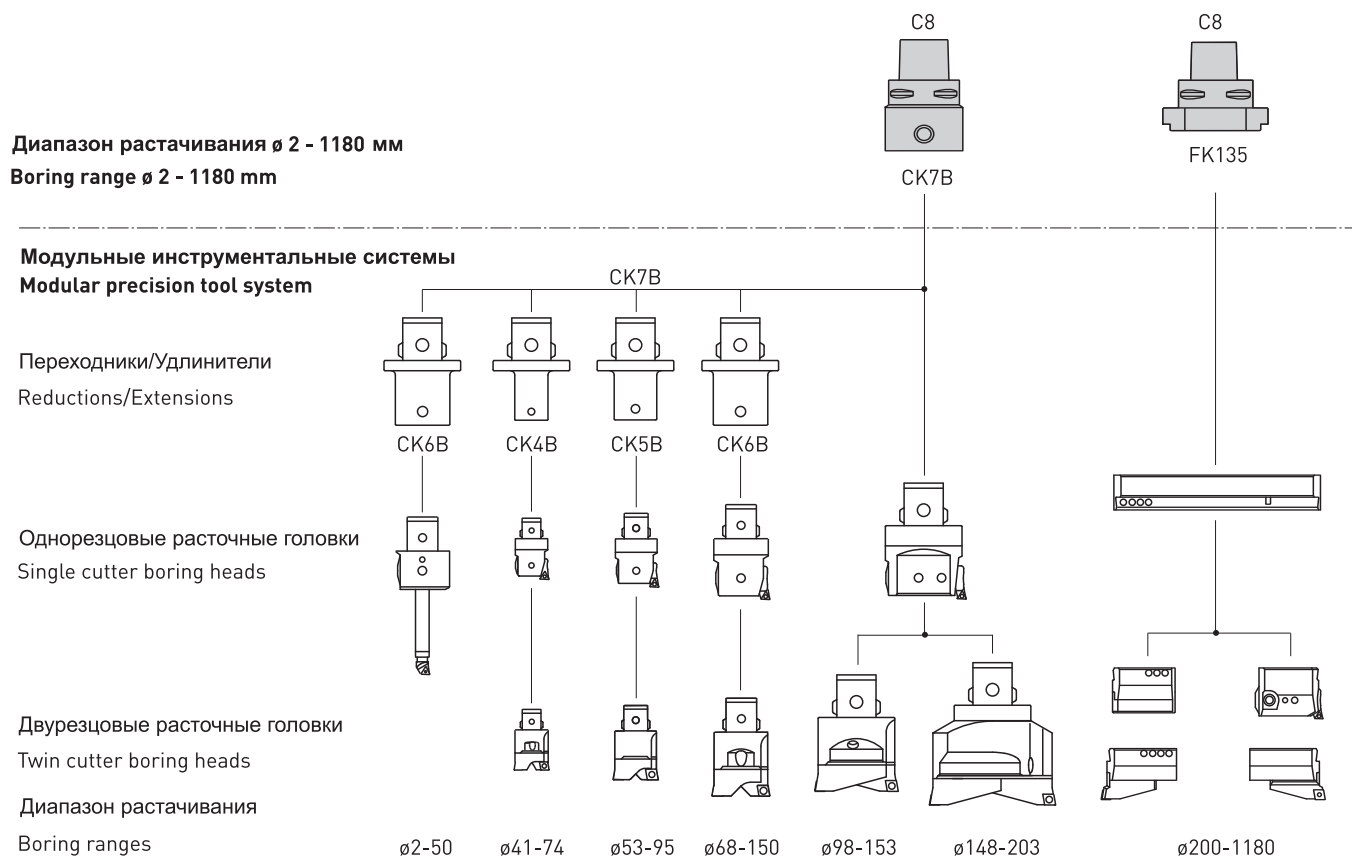 C8 C8
Диапазон растачивания ø 2 - 1180 мм
Boring range ø 2 - 1180 mm
FK135
CK7B
Модульные инструментальные системы
Modular precision tool system
CK7B
Переходники/Удлинители
Reductions/Extensions
CK6B CK4B CK5B CK6B
Однорезцовые расточные головки
Single cutter boring heads
Двурезцовые расточные головки
Twin cutter boring heads
Диапазон растачивания
Boring ranges ø2-50 ø41-74 ø53-95 ø68-150 ø98-153 ø148-203 ø200-1180